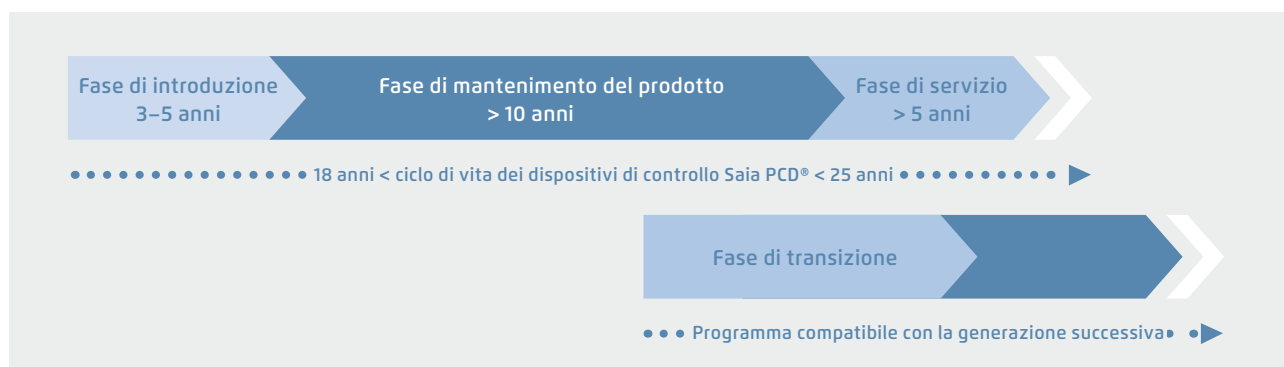 Fase di introduzione
3–5 anni
Fase di mantenimento del prodotto
> 10 anni
Fase di servizio
> 5 anni
18 anni < ciclo di vita dei dispositivi di controllo Saia PCD® < 25 anni
Fase di transizione
Programma compatibile con la generazione successiva